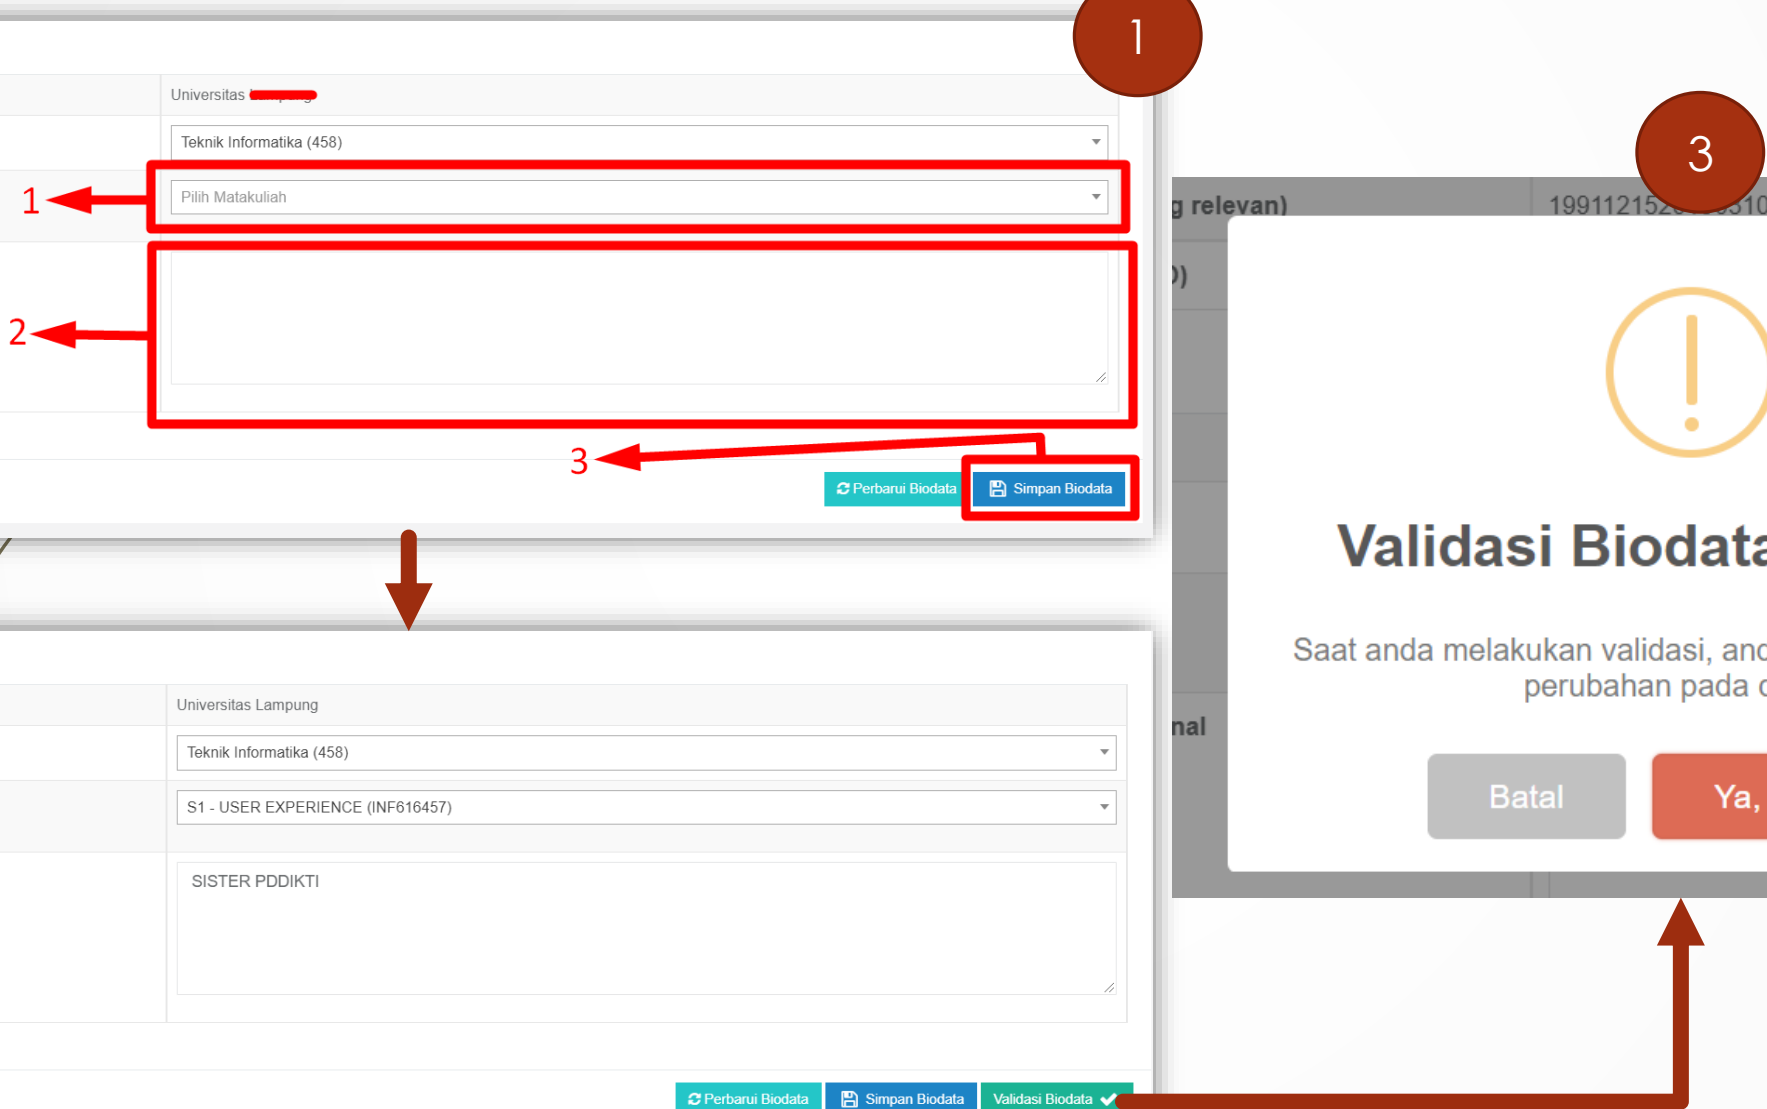 1
Universitas
Teknik Informatika (458)
1
Pilih Matakuliah
2
3
Perbarui Biodata
Simpan Biodata
Universitas Lampung
Teknik Informatika (458)
S1 - USER EXPERIENCE (INF616457)
SISTER PDDIKTI
Perbarui Biodata
Simpan Biodata
Validasi Biodata
3
g relevan)
Validasi Biodata
Saat anda melakukan validasi,
perubahan pada
nal
Batal
Ya,